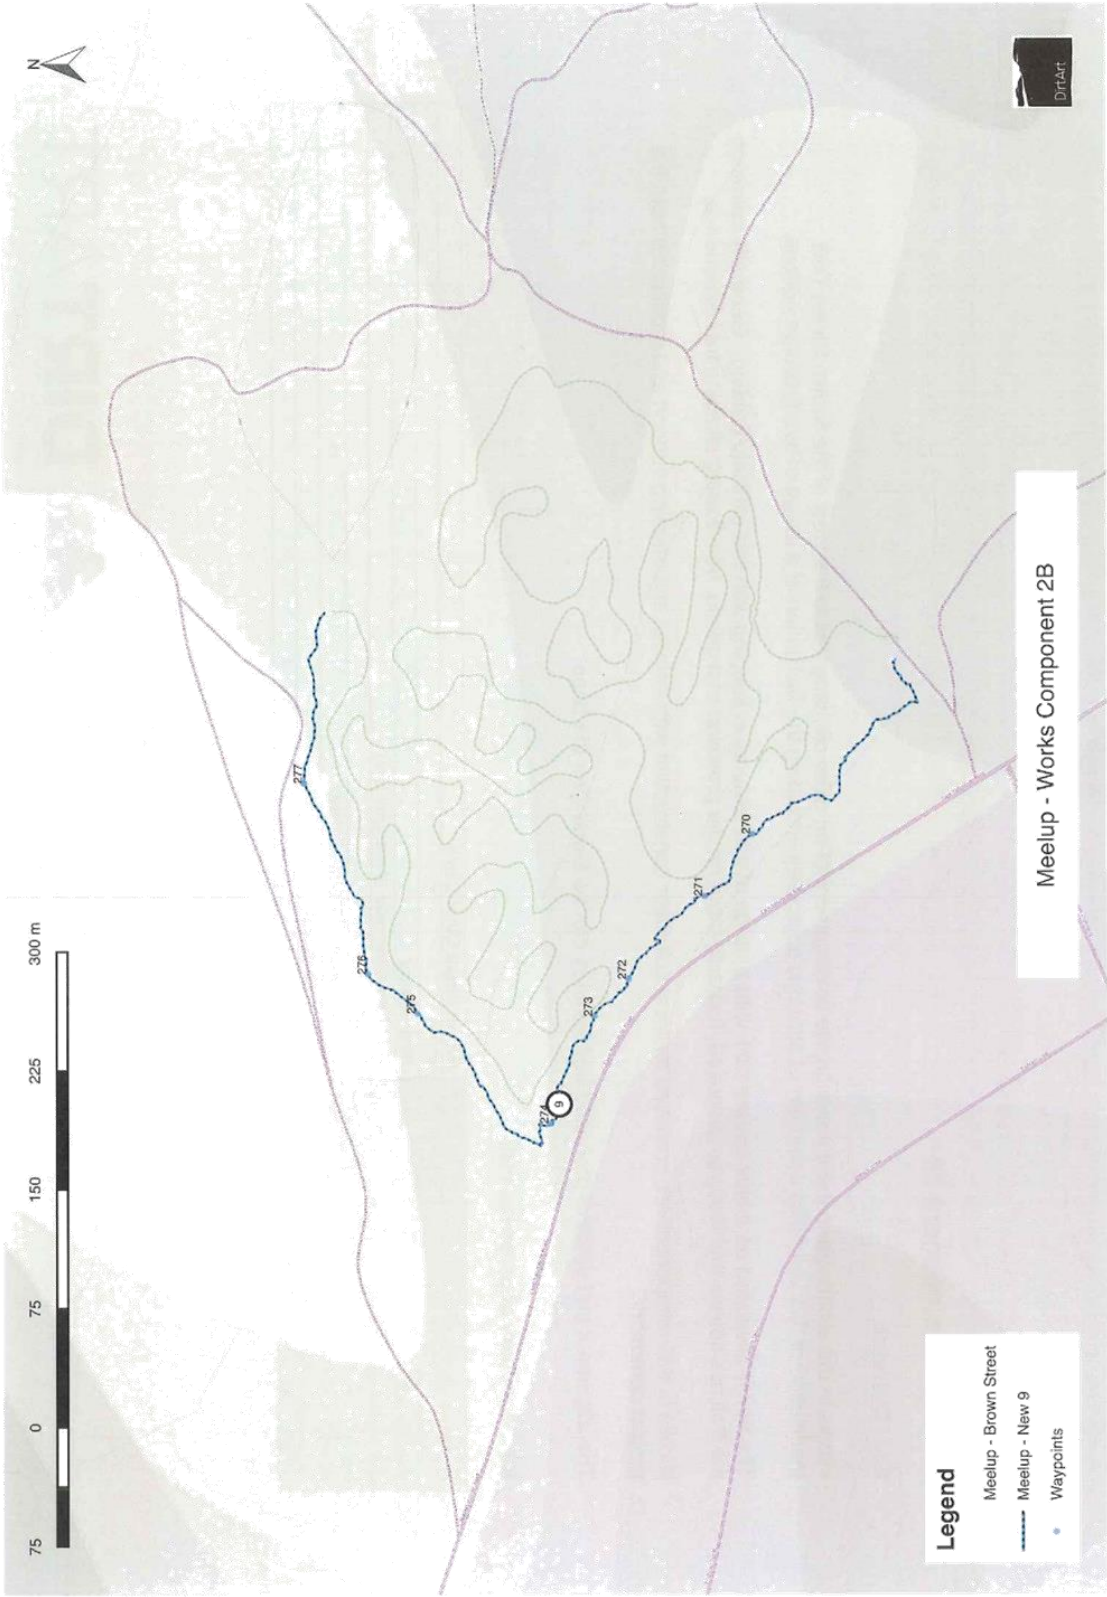 N
75 0 75 150 225 300 m
277
276
275
274
9
273
272
271
270
Legend
Meelup - Brown Street
Meelup - New 9
Waypoints
Meelup - Works Component 2B
DirtArt